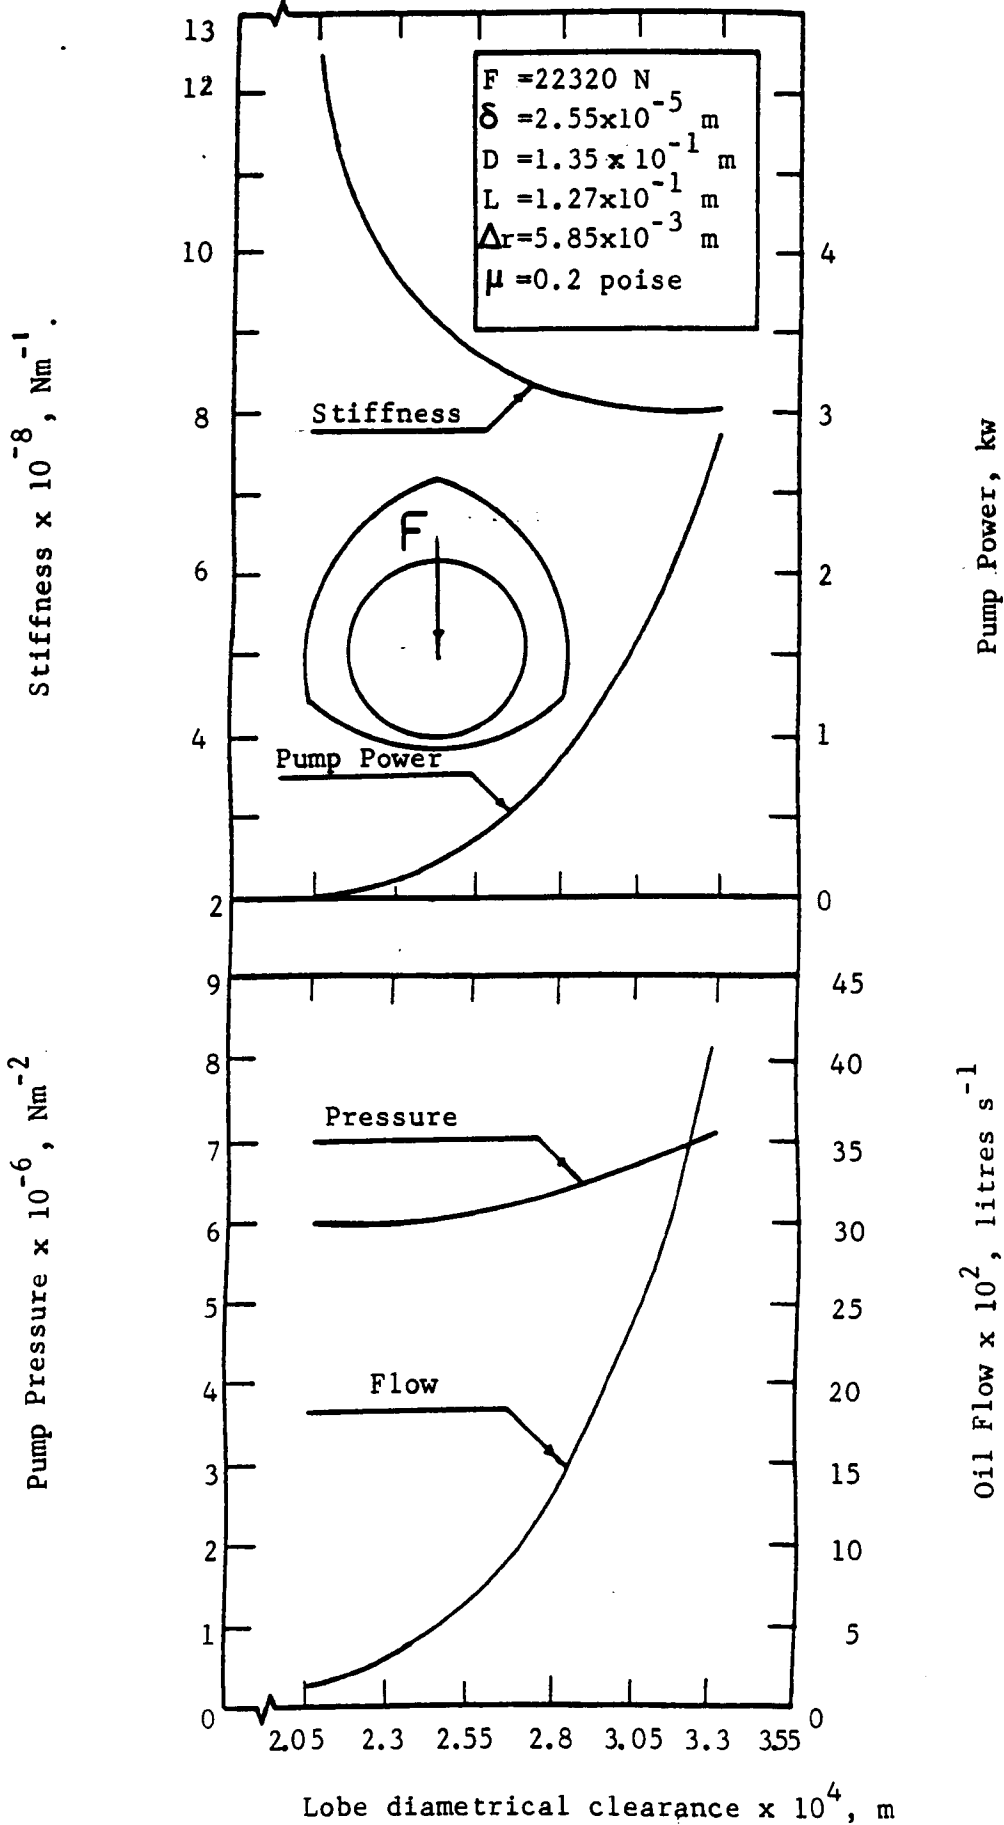 13
12
10
8
6
4
2
Stiffness x 10⁻⁸, Nm⁻¹.
F =22320 N
δ =2.55x10⁻⁵ m
D =1.35 x 10⁻¹ m
L =1.27x10⁻¹ m
Δr=5.85x10⁻³ m
μ =0.2 poise
Stiffness
F
Pump Power
4
3
2
1
0
Pump Power, kw
9
8
7
6
5
4
3
2
1
0
Pump Pressure x 10⁻⁶, Nm⁻²
Pressure
Flow
45
40
35
30
25
20
15
10
5
0
Oil Flow x 10², litres s⁻¹
2.05 2.3 2.55 2.8 3.05 3.3 3.55
Lobe diametrical clearance x 10⁴, m